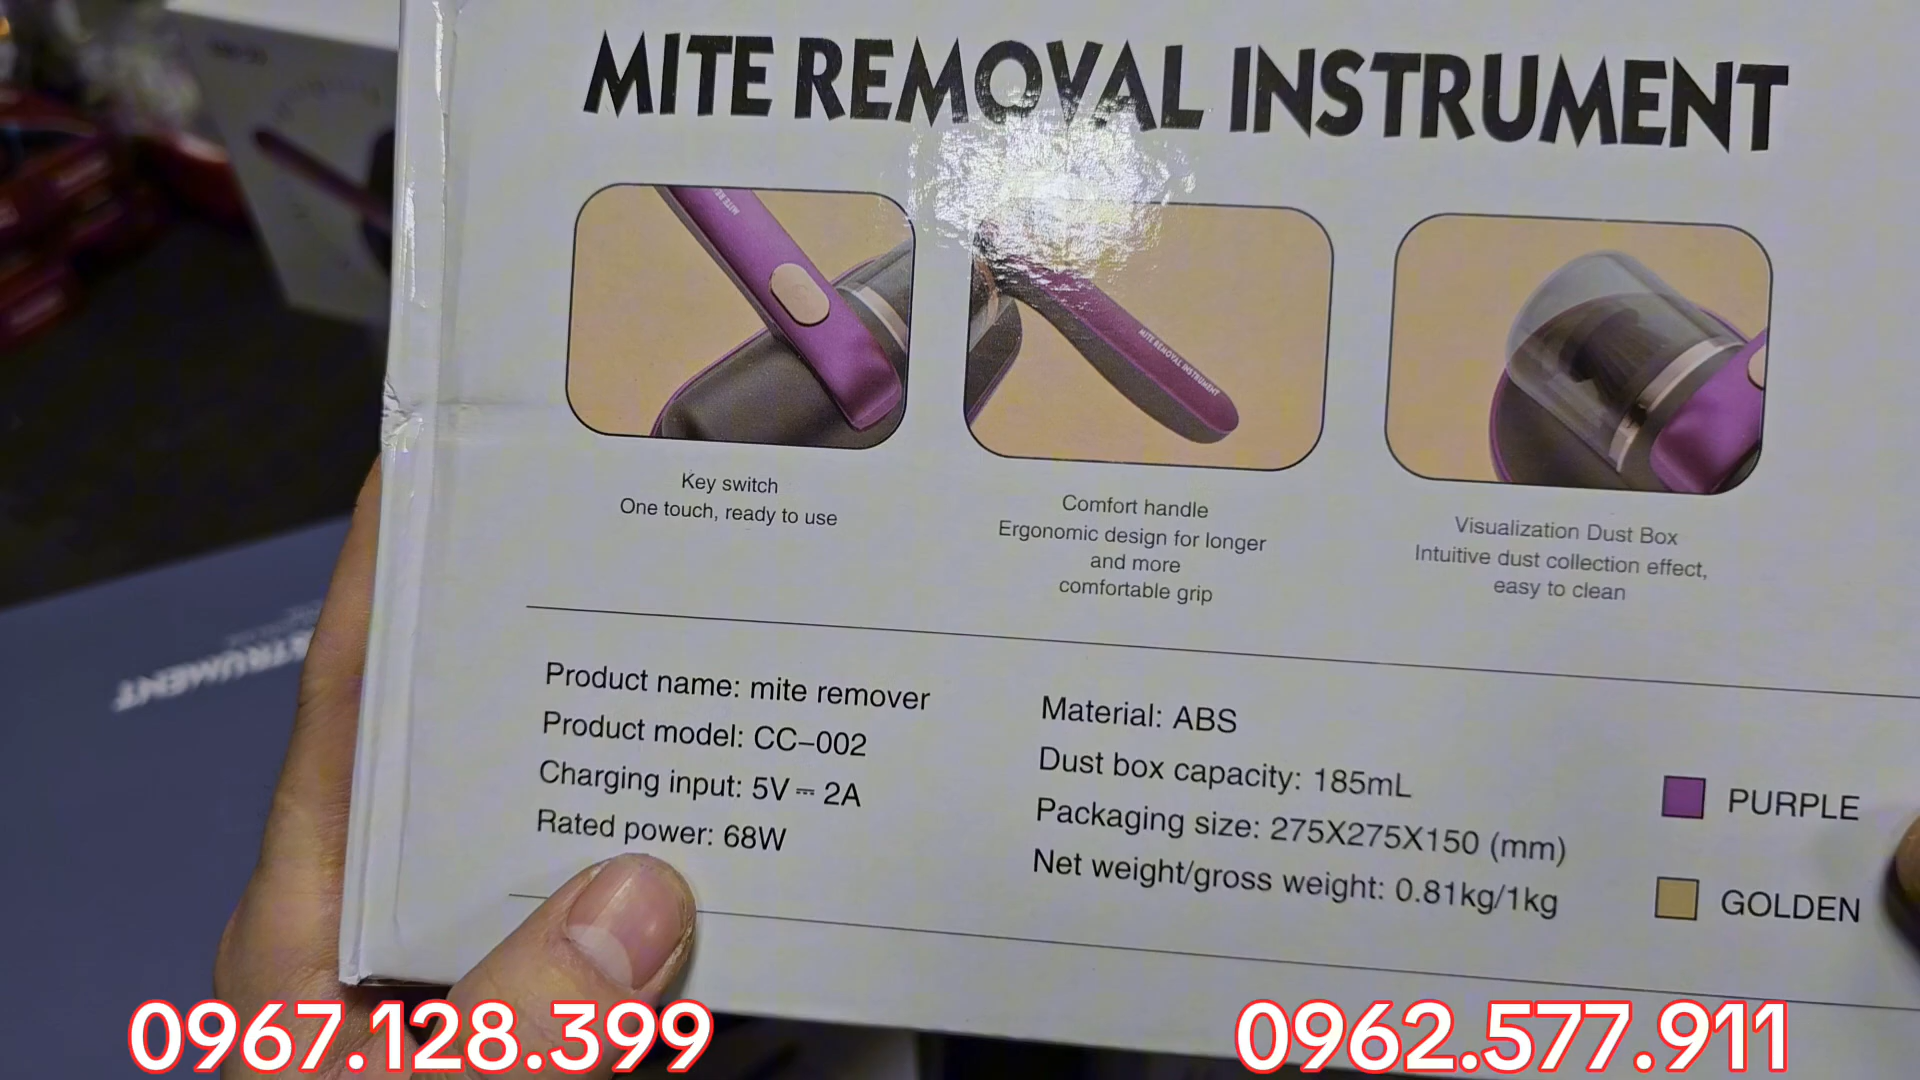 MITE REMOVAL INSTRUMENT
MITE REMOVAL INSTRUMENT
Key switch
One touch, ready to use
Comfort handle
Ergonomic design for longer
and more
comfortable grip
Visualization Dust Box
Intuitive dust collection effect,
easy to clean
Product name: mite remover
Product model: CC-002
Charging input: 5V⎓2A
Rated power: 68W
Material: ABS
Dust box capacity: 185mL
Packaging size: 275X275X150 (mm)
Net weight/gross weight: 0.81kg/1kg
PURPLE
GOLDEN
0967.128.399
0962.577.911